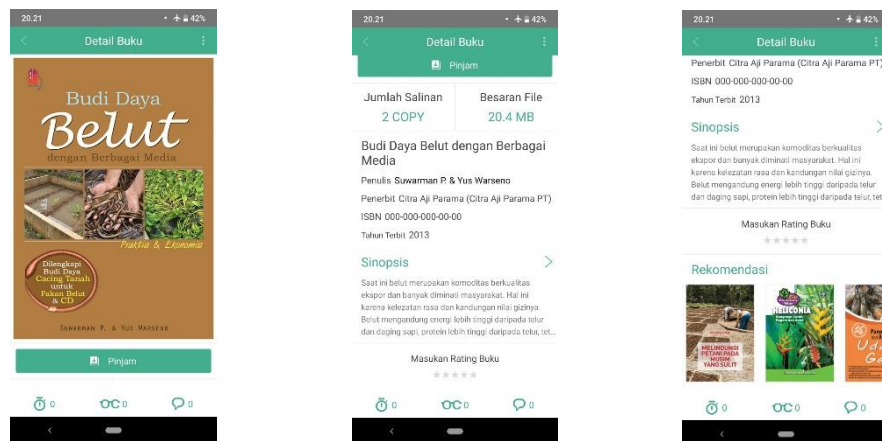 20.21
42%
Detail Buku
Budi Daya
Belut
dengan Berbagai Media
Praktis & Ekonomis
Dilengkapi
Budi Daya
Cacing Tanah
untuk
Pakan Belut
& CD
SUWARMAN P. & YUS WARSENO
Pinjam
0
0
0
20.21
42%
Detail Buku
Pinjam
Jumlah Salinan
Besaran File
2 COPY
20.4 MB
Budi Daya Belut dengan Berbagai
Media
Penulis Suwarman P. & Yus Warseno
Penerbit Citra Aji Parama (Citra Aji Parama PT)
ISBN 000-000-000-00-00
Tahun Terbit 2013
Sinopsis
Saat ini belut merupakan komoditas berkualitas
ekspor dan banyak diminati masyarakat. Hal ini
karena kelezatan rasa dan kandungan nilai gizinya.
Belut mengandung energi lebih tinggi daripada telur
dan daging sapi, protein lebih tinggi daripada telur, tet...
Masukan Rating Buku
0
0
0
20.21
42%
Detail Buku
Penerbit Citra Aji Parama (Citra Aji Parama PT)
ISBN 000-000-000-00-00
Tahun Terbit 2013
Sinopsis
Saat ini belut merupakan komoditas berkualitas
ekspor dan banyak diminati masyarakat. Hal ini
karena kelezatan rasa dan kandungan nilai gizinya.
Belut mengandung energi lebih tinggi daripada telur
dan daging sapi, protein lebih tinggi daripada telur, tet
Masukan Rating Buku
Rekomendasi
MELINDUNGI
PETANI PADA
MUSIM
YANG SULIT
HELICONIA
Ud
Ga
0
0
0